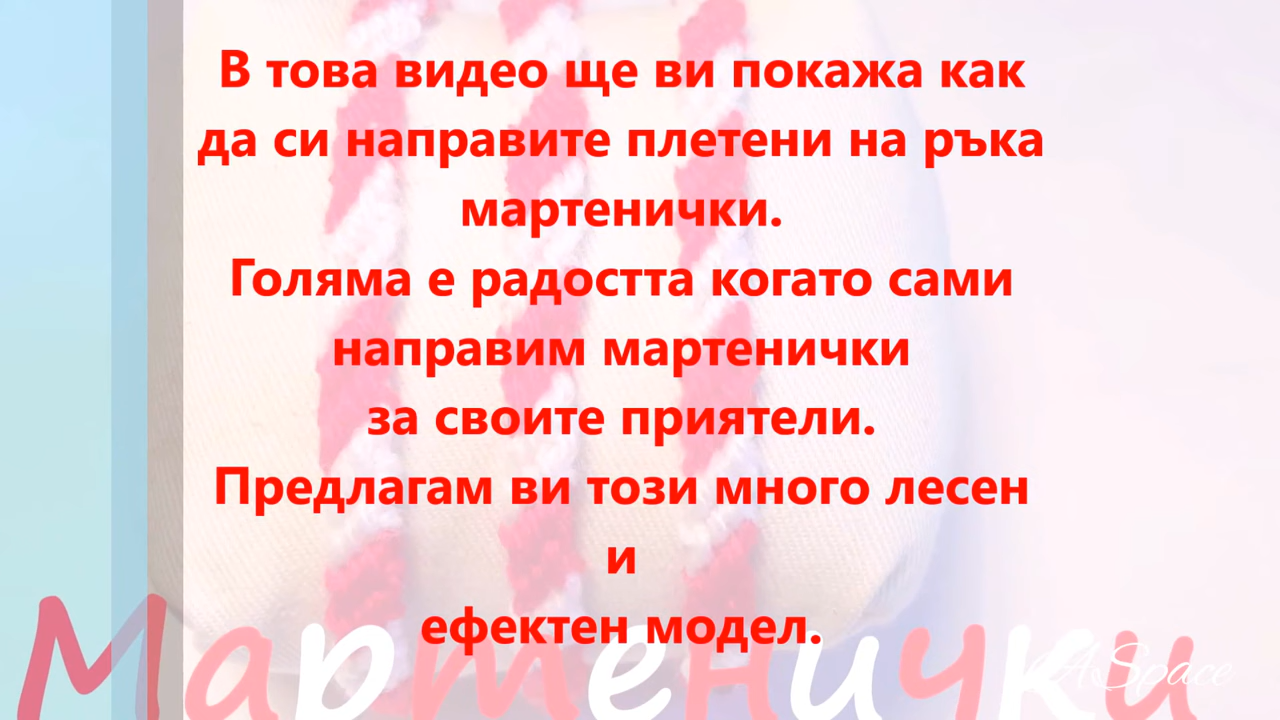 В това видео ще ви покажа как
да си направите плетени на ръка
мартенички.
Голяма е радостта когато сами
направим мартенички
за своите приятели.
Предлагам ви този много лесен
и
ефектен модел.
Мартенички
A Space